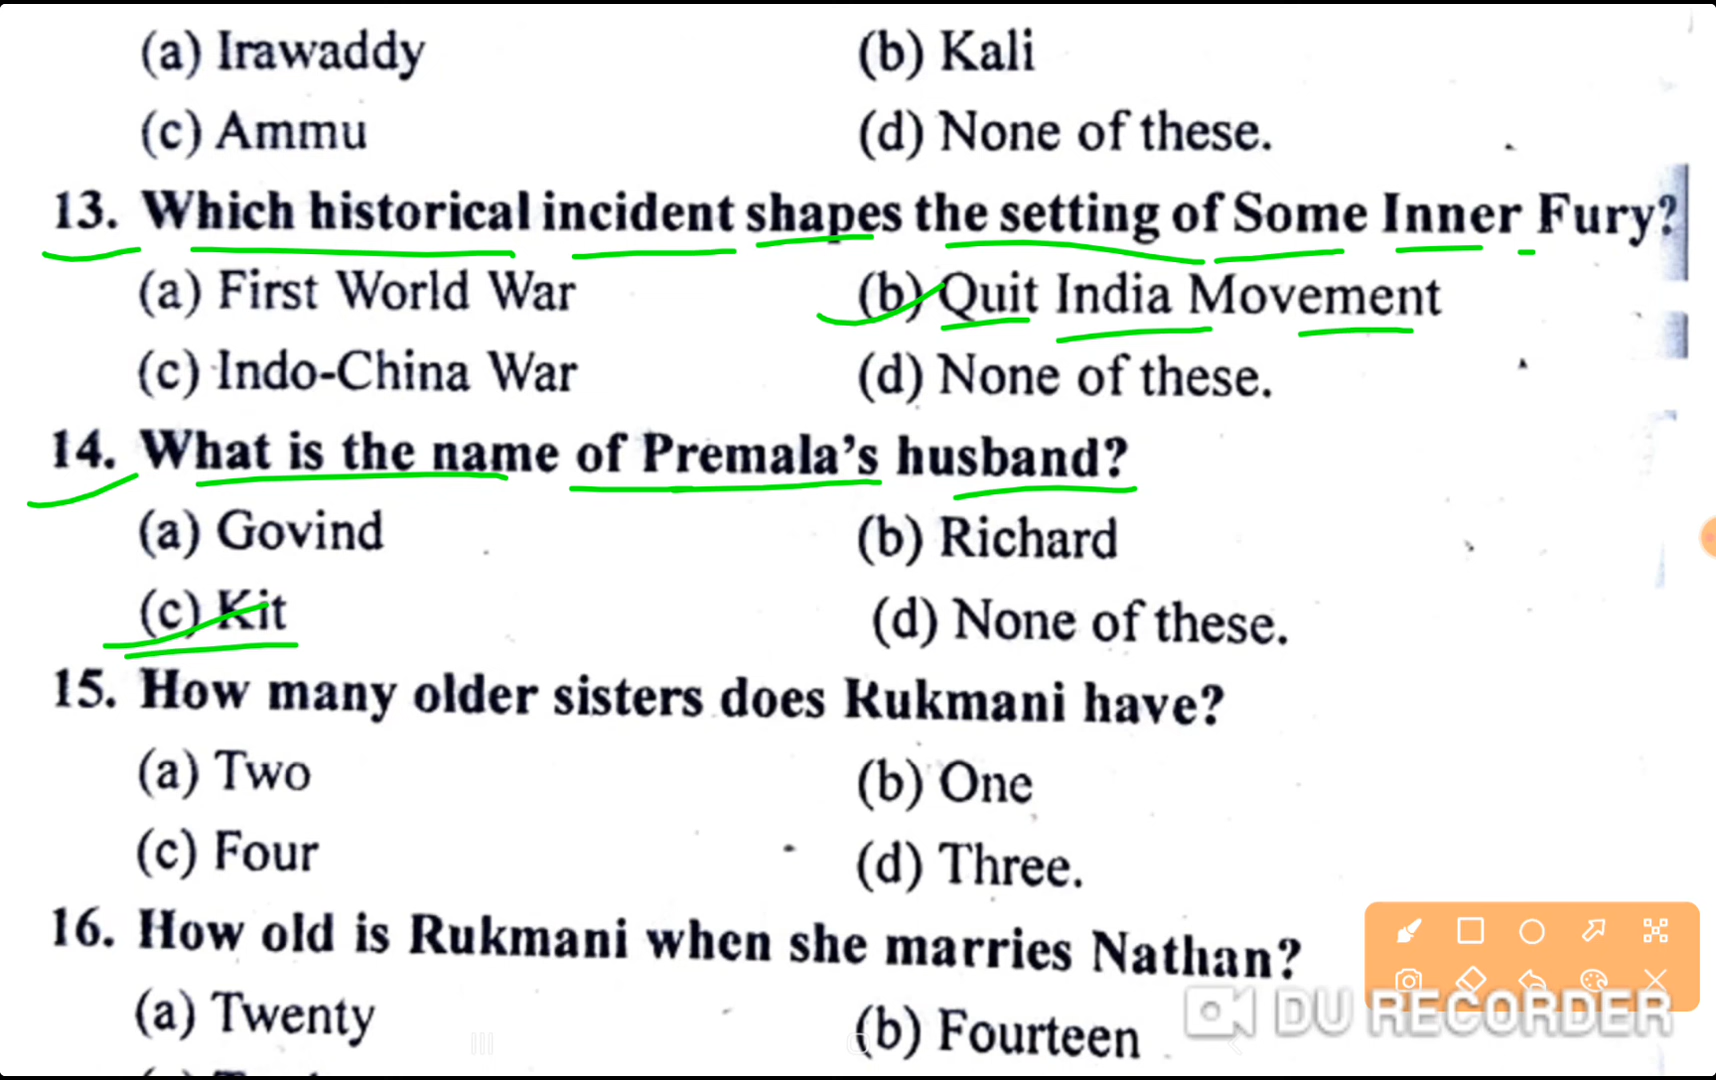 (a) Irawaddy (b) Kali
(c) Ammu (d) None of these.
13. Which historical incident shapes the setting of Some Inner Fury?
(a) First World War (b) Quit India Movement
(c) Indo-China War (d) None of these.
14. What is the name of Premala's husband?
(a) Govind (b) Richard
(c) Kit (d) None of these.
15. How many older sisters does Rukmani have?
(a) Two (b) One
(c) Four (d) Three.
16. How old is Rukmani when she marries Nathan?
(a) Twenty (b) Fourteen
DU RECORDER